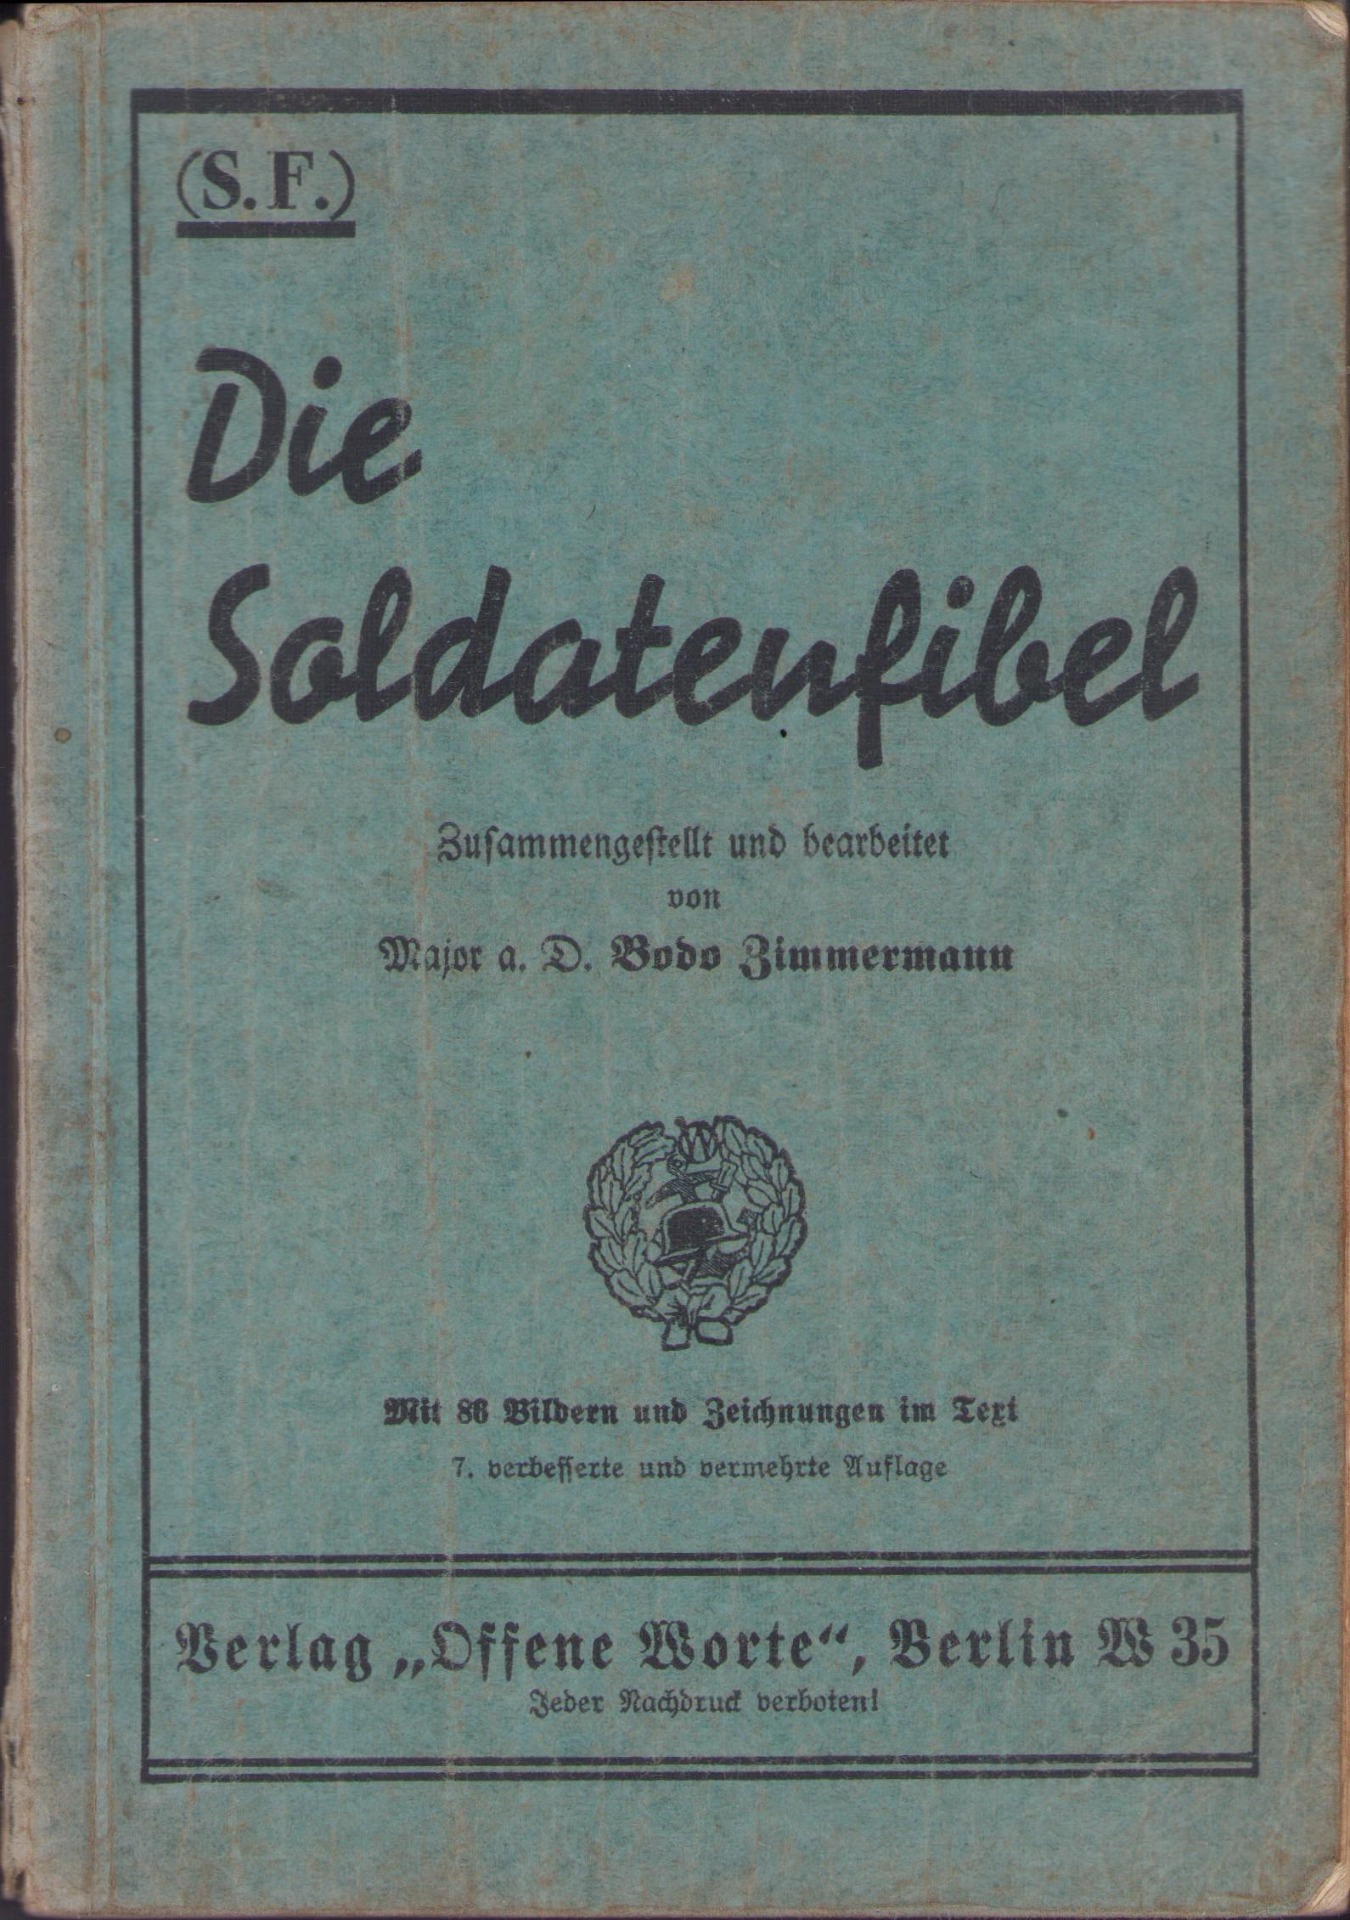 (S. F.)
Die
Soldatenfibel
Zusammengestellt und bearbeitet
von
Major a. D. Bodo Zimmermann
W
Mit 86 Bildern und Zeichnungen im Text
7. verbesserte und vermehrte Auflage
Verlag „Offene Worte“, Berlin W 35
Jeder Nachdruck verboten!